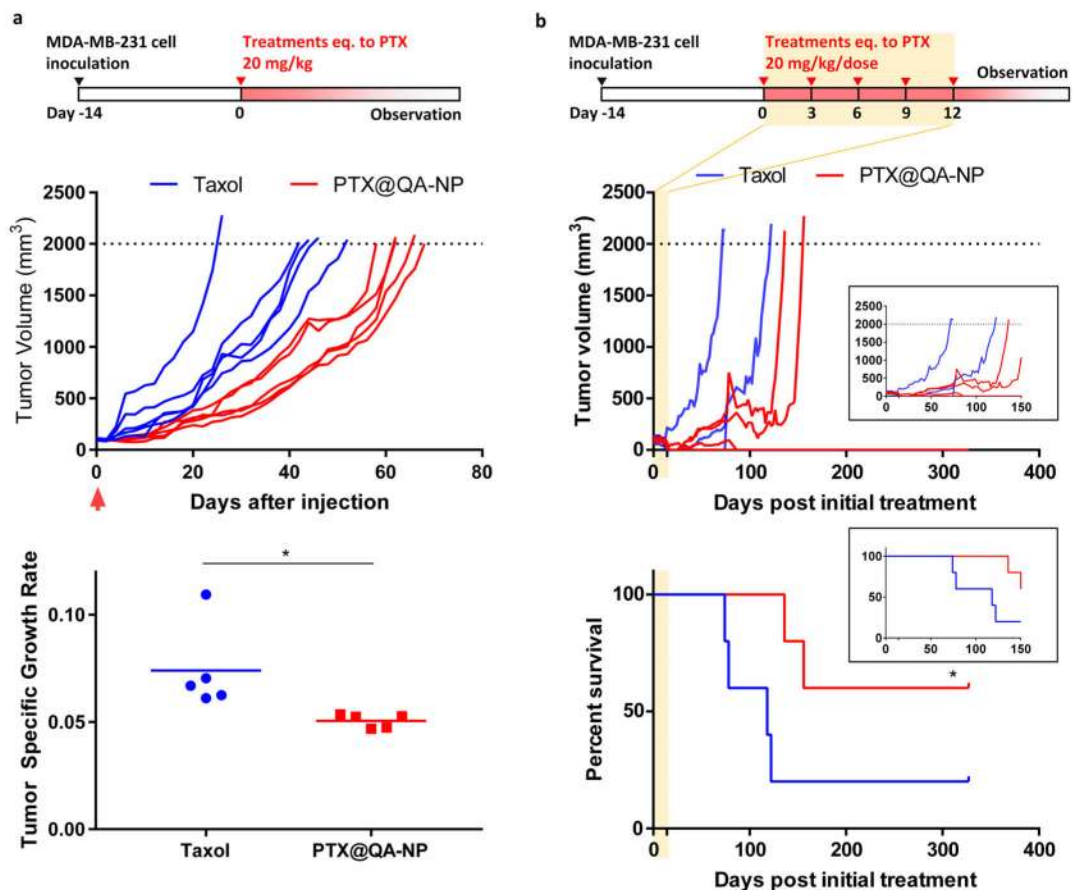 a
MDA-MB-231 cell
inoculation
Treatments eq. to PTX
20 mg/kg
Day -14
0
Observation
Taxol
PTX@QA-NP
Tumor Volume (mm³)
2500
2000
1500
1000
500
0
0 20 40 60 80
Days after injection
Tumor Specific Growth Rate
0.10
0.05
0.00
*
Taxol
PTX@QA-NP
b
MDA-MB-231 cell
inoculation
Treatments eq. to PTX
20 mg/kg/dose
Observation
Day -14
0 3 6 9 12
Taxol
PTX@QA-NP
Tumor volume (mm³)
2500
2000
1500
1000
500
0
0 100 200 300 400
Days post initial treatment
2500
2000
1500
1000
500
0
0 50 100 150
Percent survival
100
50
0
0 100 200 300 400
Days post initial treatment
*
100
50
0
0 50 100 150